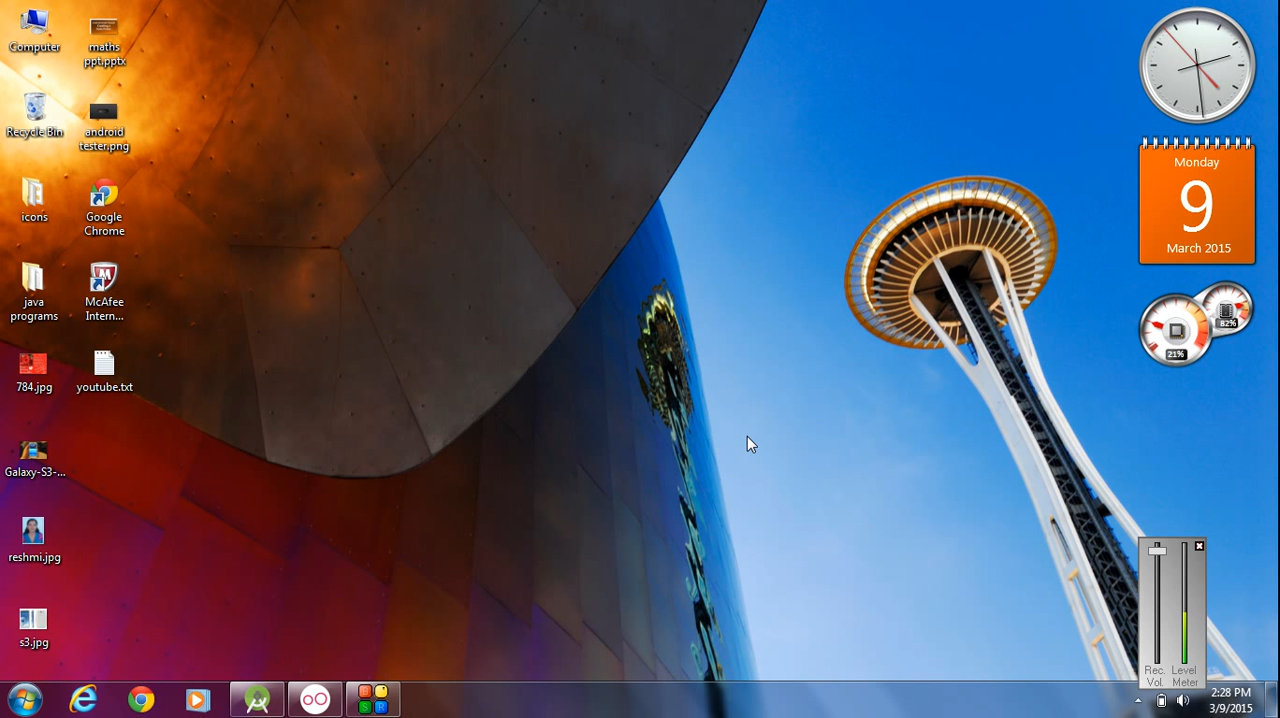 Computer
maths
ppt.pptx
Recycle Bin
android
tester.png
icons
Google
Chrome
java
programs
McAfee
Intern...
784.jpg
youtube.txt
Galaxy-S3-...
reshmi.jpg
s3.jpg
Monday
9
March 2015
82%
21%
Rec.
Vol.
Level
Meter
B
S
R
2:28 PM
3/9/2015